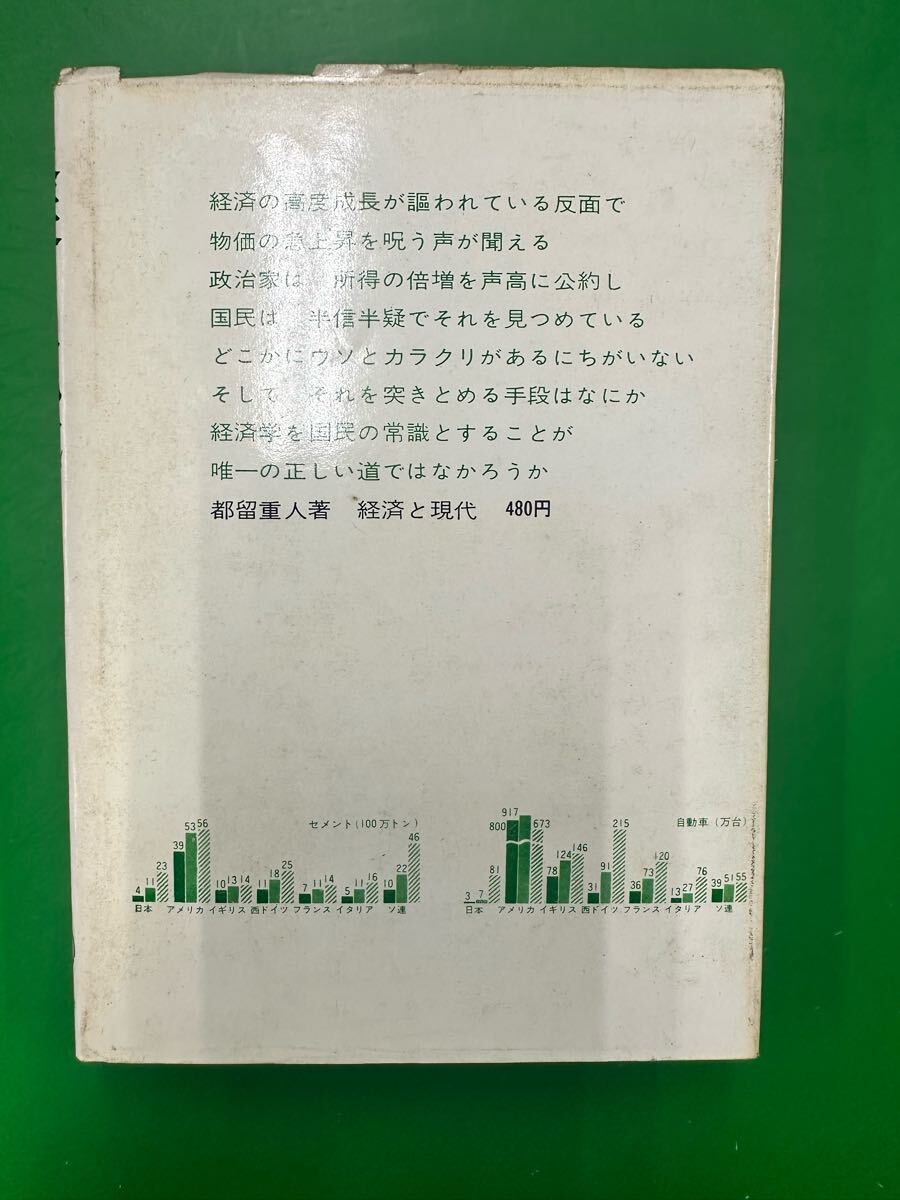 経済の高度成長が謳われている反面で
物価の急上昇を呪う声が聞える
政治家は 所得の倍増を声高に公約し
国民は 半信半疑でそれを見つめている
どこかにウソとカラクリがあるにちがいない
そして それを突きとめる手段はなにか
経済学を国民の常識とすることが
唯一の正しい道ではなかろうか
都留重人著 経済と現代 480円
セメント(100万トン)
4 11 23 39 53 56 10 13 14 11 18 25 7 11 14 5 11 16 10 22 46
日本 アメリカ イギリス 西ドイツ フランス イタリア ソ連
自動車(万台)
3 7 81 800 917 673 78 124 146 31 91 215 36 73 120 13 27 76 39 51 55
日本 アメリカ イギリス 西ドイツ フランス イタリア ソ連